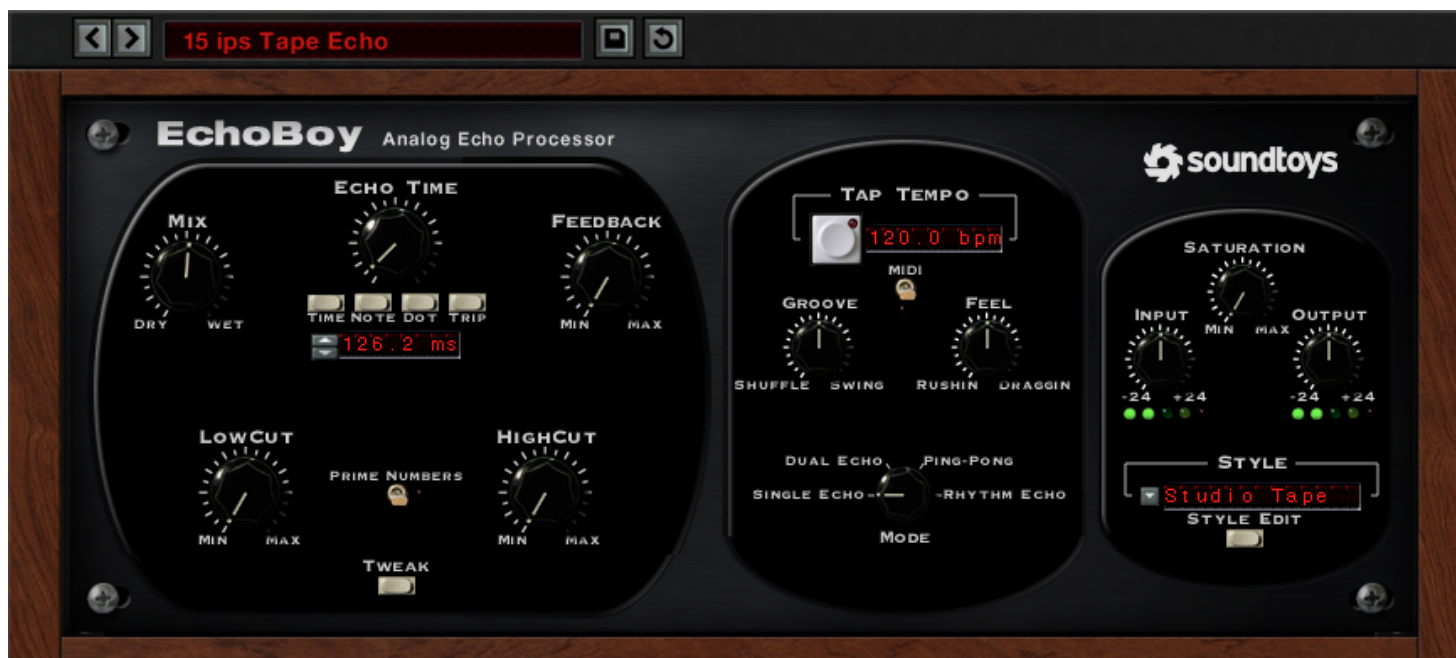 15 ips Tape Echo
EchoBoy Analog Echo Processor
soundtoys
ECHO TIME
MIX
FEEDBACK
DRY WET
TIME NOTE DOT TRIP
MIN MAX
126.2 ms
LOWCUT
HIGHCUT
PRIME NUMBERS
MIN MAX
MIN MAX
TWEAK
TAP TEMPO
120.0 bpm
MIDI
GROOVE
FEEL
SHUFFLE SWING
RUSHIN DRAGGIN
DUAL ECHO PING-PONG
SINGLE ECHO RHYTHM ECHO
MODE
SATURATION
INPUT
MIN MAX
OUTPUT
-24 +24
-24 +24
STYLE
Studio Tape
STYLE EDIT